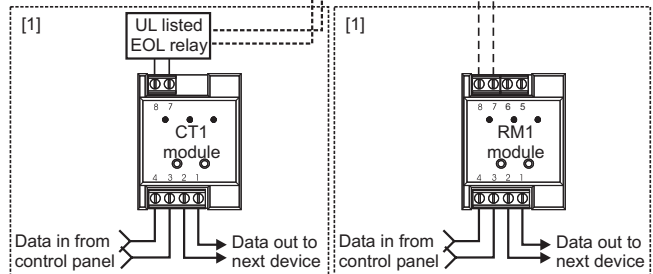 [1]
UL listed
EOL relay
8 7
CT1
module
4 3 2 1
Data in from
control panel
Data out to
next device
[1]
8 7 6 5
RM1
module
4 3 2 1
Data in from
control panel
Data out to
next device